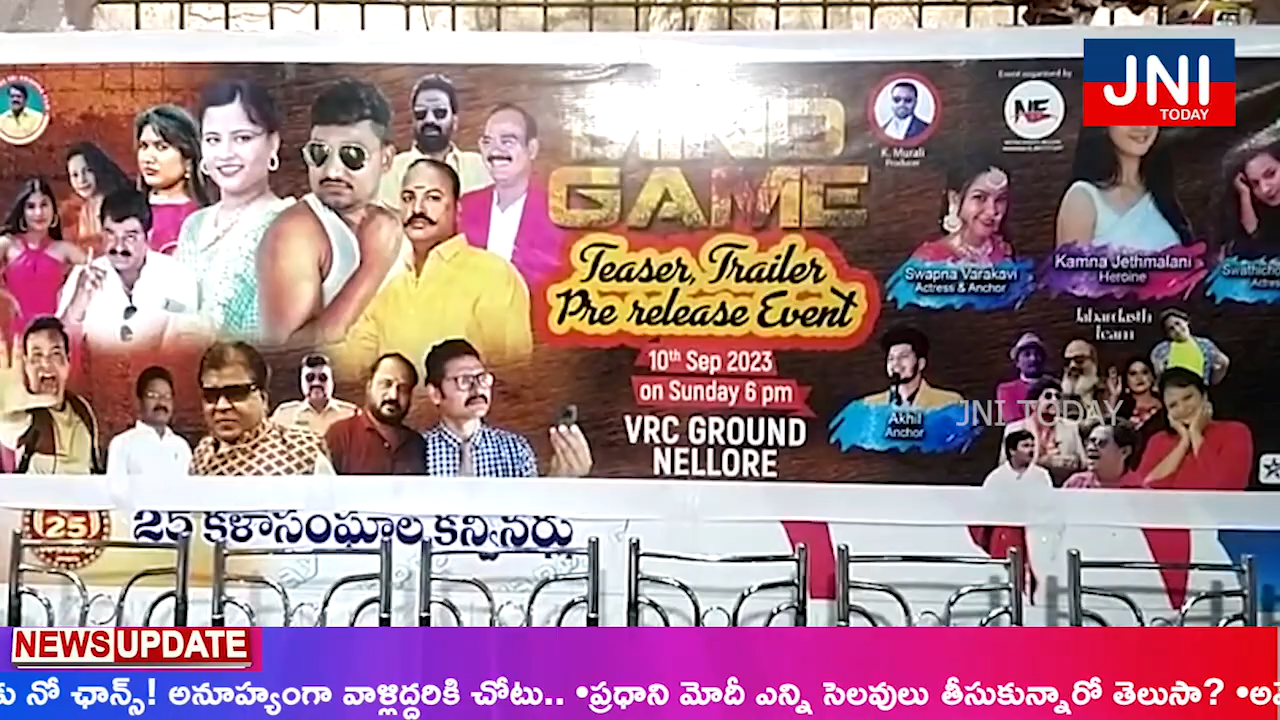 JNI
TODAY
MIND
GAME
Teaser, Trailer
Pre release Event
10th Sep 2023
on Sunday 6 pm
VRC GROUND
NELLORE
K. Murali
Producer
Event organised by
NE
Swapna Varakavi
Actress & Anchor
Kamna Jethmalani
Heroine
Jabardasth
team
Akhil
Anchor
JNI TODAY
25
25 కళాసంఘాల కన్వీనర్లు
NEWS UPDATE
నో ఛాన్స్! అనూహ్యంగా వాళ్లిద్దరికి చోటు.. •ప్రధాని మోదీ ఎన్ని సెలవులు తీసుకున్నారో తెలుసా?